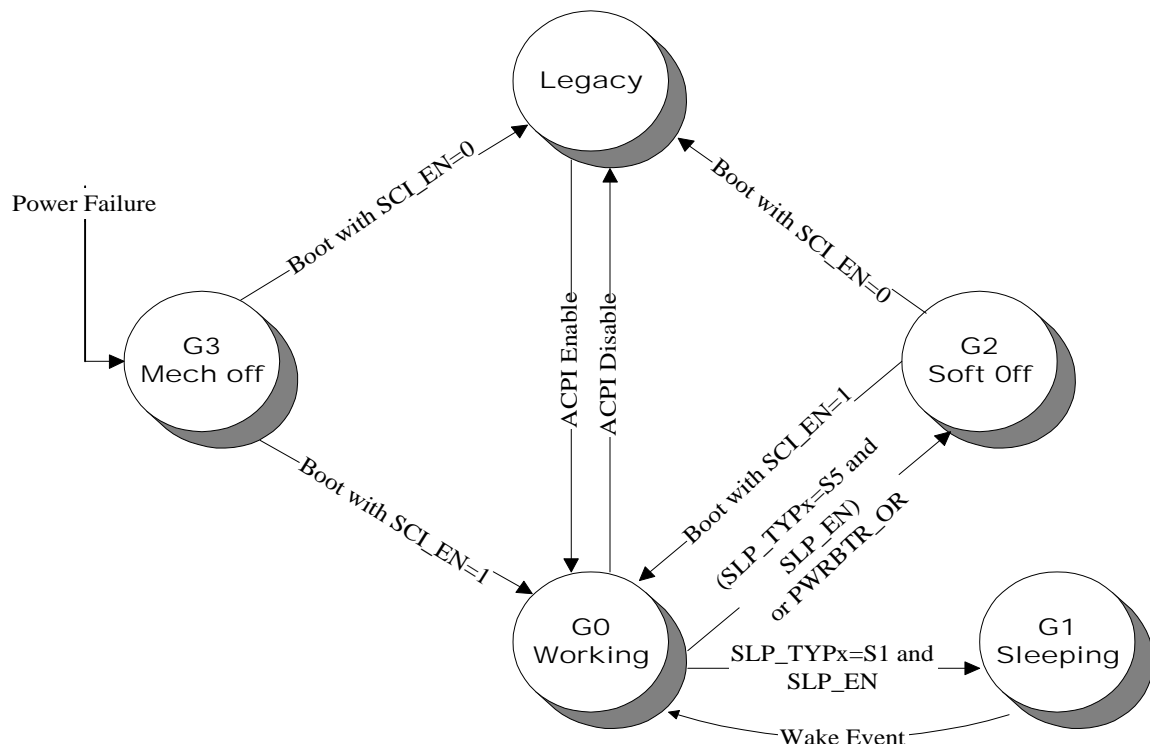 Legacy
Power Failure
Boot with SCI_EN=0
Boot with SCI_EN=0
G3
Mech off
ACPI Enable
ACPI Disable
G2
Soft Off
Boot with SCI_EN=1
Boot with SCI_EN=1
(SLP_TYPx=S5 and
SLP_EN)
or PWRBTR_OR
G0
Working
SLP_TYPx=S1 and
SLP_EN
G1
Sleeping
Wake Event